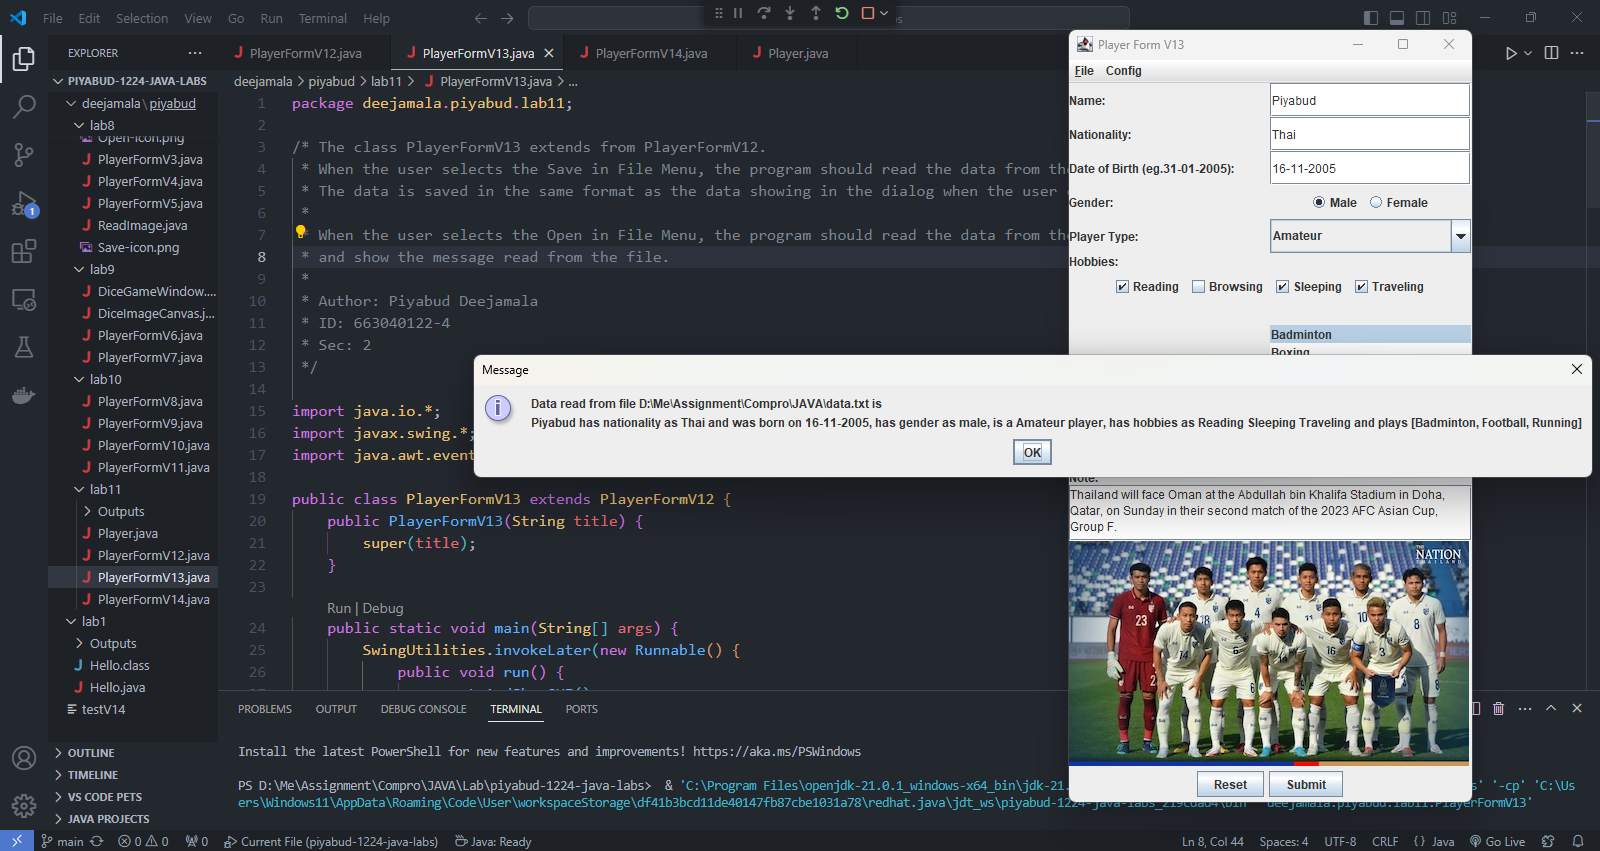 File Edit Selection View Go Run Terminal Help
EXPLORER
PlayerFormV12.java
PlayerFormV13.java
PlayerFormV14.java
Player.java
PIYABUD-1224-JAVA-LABS
deejamala\piyabud
lab8
Open-icon.png
PlayerFormV3.java
PlayerFormV4.java
PlayerFormV5.java
ReadImage.java
Save-icon.png
lab9
DiceGameWindow....
DiceImageCanvas.j...
PlayerFormV6.java
PlayerFormV7.java
lab10
PlayerFormV8.java
PlayerFormV9.java
PlayerFormV10.java
PlayerFormV11.java
lab11
Outputs
Player.java
PlayerFormV12.java
PlayerFormV13.java
PlayerFormV14.java
lab1
Outputs
Hello.class
Hello.java
testV14
OUTLINE
TIMELINE
VS CODE PETS
JAVA PROJECTS
1
deejamala > piyabud > lab11 > PlayerFormV13.java > ...
1 package deejamala.piyabud.lab11;
2
3 /* The class PlayerFormV13 extends from PlayerFormV12.
4 * When the user selects the Save in File Menu, the program should read the data from th
5 * The data is saved in the same format as the data showing in the dialog when the user
6 *
7 * When the user selects the Open in File Menu, the program should read the data from th
8 * and show the message read from the file.
9 *
10 * Author: Piyabud Deejamala
11 * ID: 663040122-4
12 * Sec: 2
13 */
14
15 import java.io.*;
16 import javax.swing.*;
17 import java.awt.event
18
19 public class PlayerFormV13 extends PlayerFormV12 {
20 public PlayerFormV13(String title) {
21 super(title);
22 }
23
Run | Debug
24 public static void main(String[] args) {
25 SwingUtilities.invokeLater(new Runnable() {
26 public void run() {
Player Form V13
File Config
Name: Piyabud
Nationality: Thai
Date of Birth (eg.31-01-2005): 16-11-2005
Gender: Male Female
Player Type: Amateur
Hobbies:
Reading Browsing Sleeping Traveling
Badminton
Boxing
Message
Data read from file D:\Me\Assignment\Compro\JAVA\data.txt is
Piyabud has nationality as Thai and was born on 16-11-2005, has gender as male, is a Amateur player, has hobbies as Reading Sleeping Traveling and plays [Badminton, Football, Running]
OK
Note:
Thailand will face Oman at the Abdullah bin Khalifa Stadium in Doha,
Qatar, on Sunday in their second match of the 2023 AFC Asian Cup,
Group F.
THE NATION
THAILAND
23
4
8
14
6
16
3
Reset Submit
PROBLEMS OUTPUT DEBUG CONSOLE TERMINAL PORTS
Install the latest PowerShell for new features and improvements! https://aka.ms/PSWindows
PS D:\Me\Assignment\Compro\JAVA\Lab\piyabud-1224-java-labs> & 'C:\Program Files\openjdk-21.0.1_windows-x64_bin\jdk-21. s' '-cp' 'C:\Us
ers\Windows11\AppData\Roaming\Code\User\workspaceStorage\df41b3bcd11de40147fb87cbe1031a78\redhat.java\jdt_ws\piyabud-1224-java-labs_219cdad4\bin' 'deejamala.piyabud.lab11.PlayerFormV13'
main 0 0 0 Current File (piyabud-1224-java-labs) Java: Ready
Ln 8, Col 44 Spaces: 4 UTF-8 CRLF {} Java Go Live